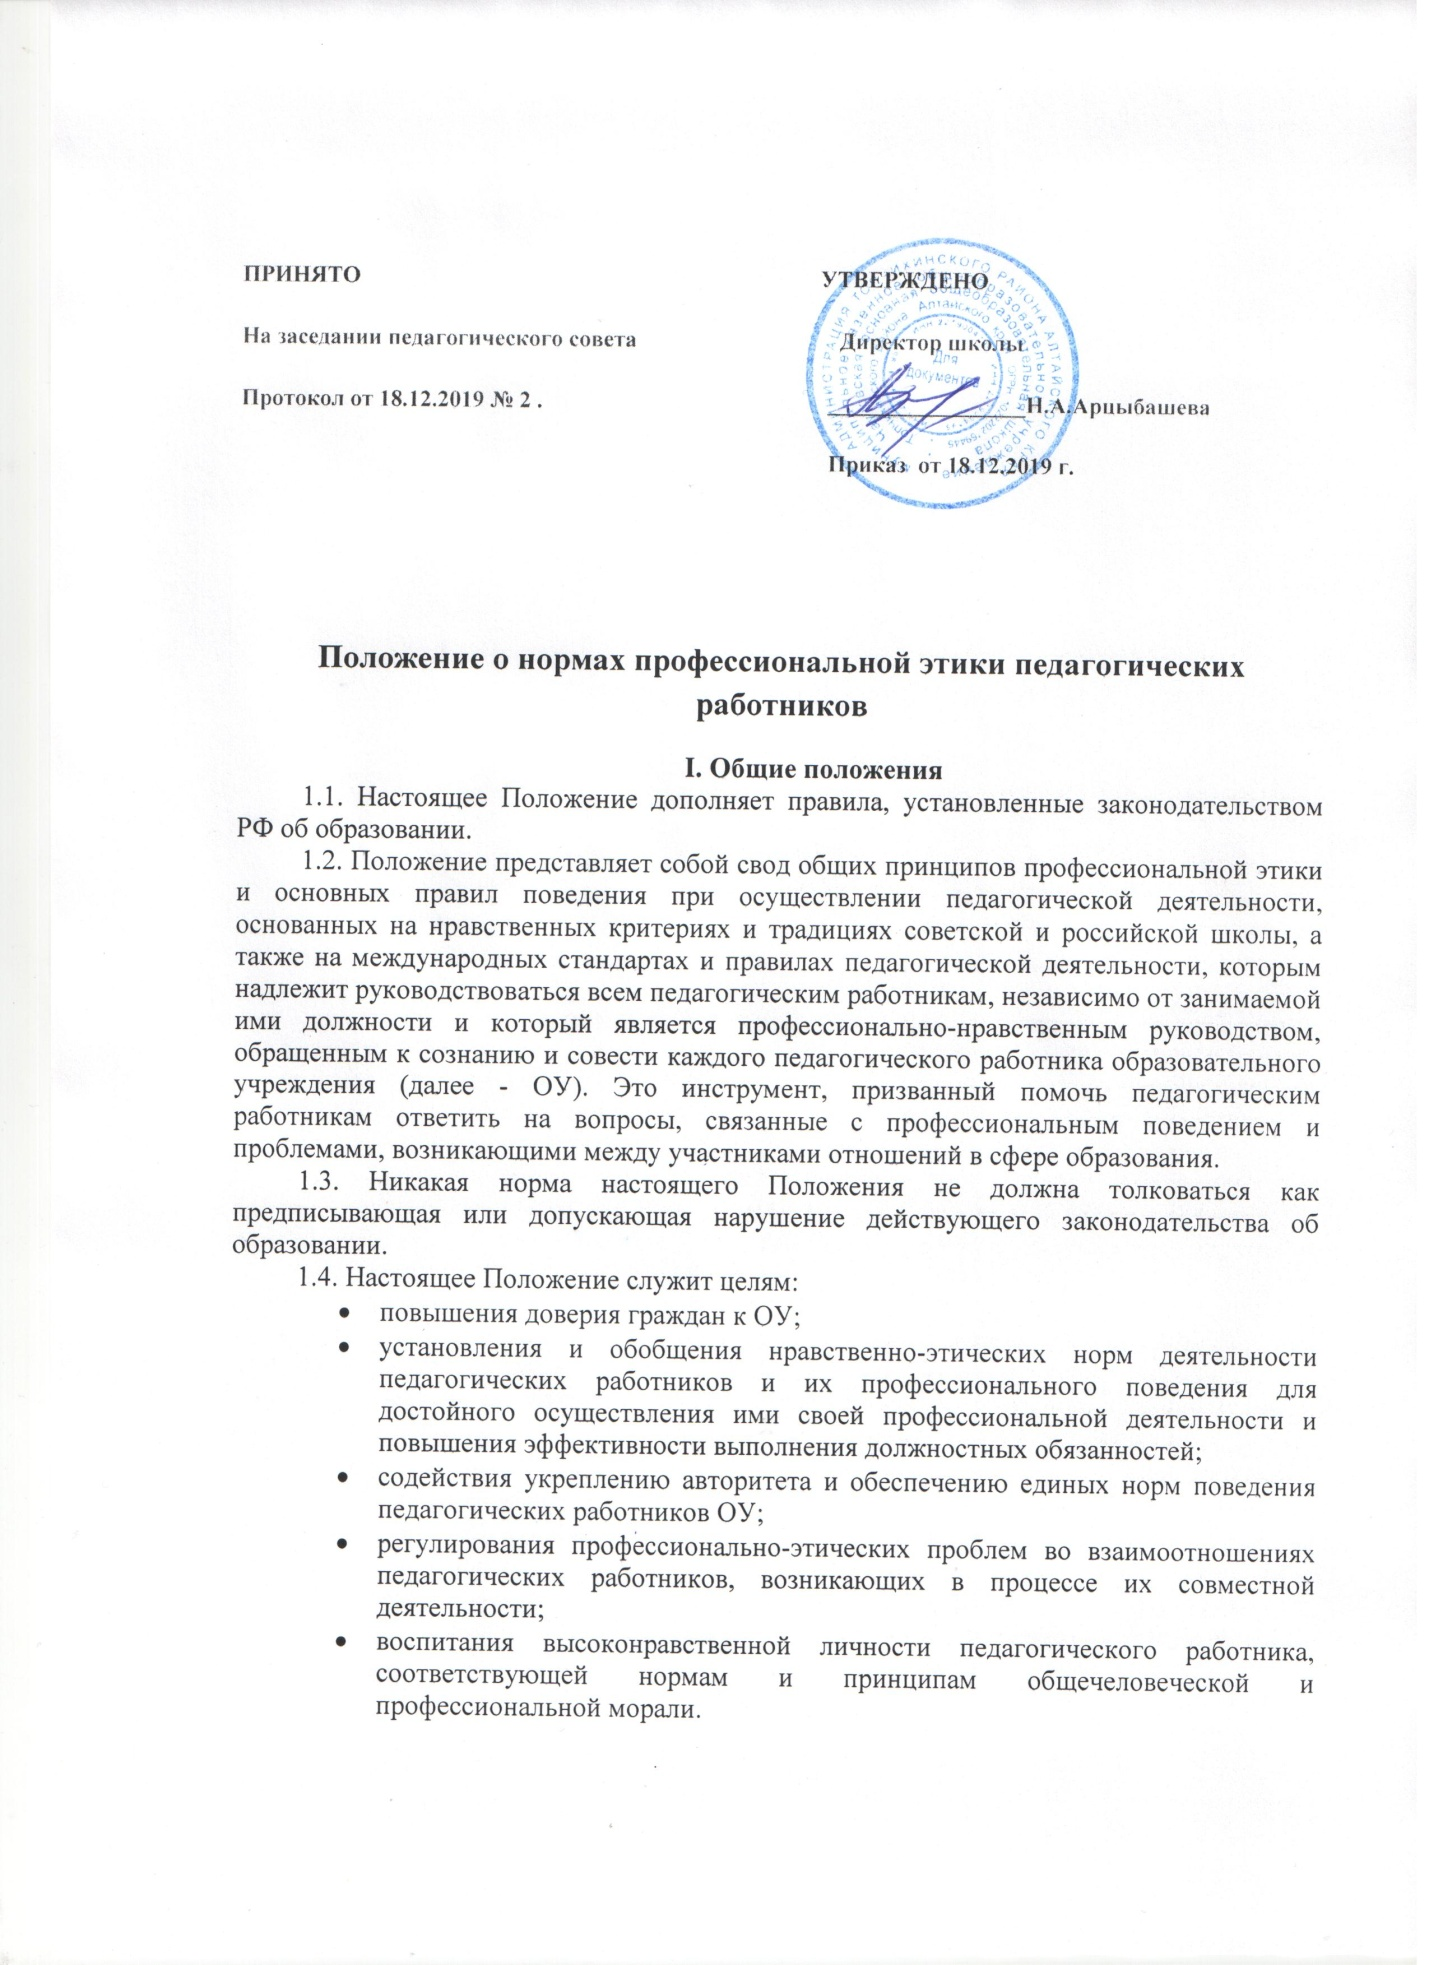 ПРИНЯТО
УТВЕРЖДЕНО
На заседании педагогического совета
Директор школы
Протокол от 18.12.2019 № 2 .
Н.А.Арцыбашева
Приказ от 18.12.2019 г.
Для
документов
Положение о нормах профессиональной этики педагогических
работников
I. Общие положения
1.1. Настоящее Положение дополняет правила, установленные законодательством
РФ об образовании.
1.2. Положение представляет собой свод общих принципов профессиональной этики
и основных правил поведения при осуществлении педагогической деятельности,
основанных на нравственных критериях и традициях советской и российской школы, а
также на международных стандартах и правилах педагогической деятельности, которым
надлежит руководствоваться всем педагогическим работникам, независимо от занимаемой
ими должности и который является профессионально-нравственным руководством,
обращенным к сознанию и совести каждого педагогического работника образовательного
учреждения (далее - ОУ). Это инструмент, призванный помочь педагогическим
работникам ответить на вопросы, связанные с профессиональным поведением и
проблемами, возникающими между участниками отношений в сфере образования.
1.3. Никакая норма настоящего Положения не должна толковаться как
предписывающая или допускающая нарушение действующего законодательства об
образовании.
1.4. Настоящее Положение служит целям:
• повышения доверия граждан к ОУ;
• установления и обобщения нравственно-этических норм деятельности
педагогических работников и их профессионального поведения для
достойного осуществления ими своей профессиональной деятельности и
повышения эффективности выполнения должностных обязанностей;
• содействия укреплению авторитета и обеспечению единых норм поведения
педагогических работников ОУ;
• регулирования профессионально-этических проблем во взаимоотношениях
педагогических работников, возникающих в процессе их совместной
деятельности;
• воспитания высоконравственной личности педагогического работника,
соответствующей нормам и принципам общечеловеческой и
профессиональной морали.